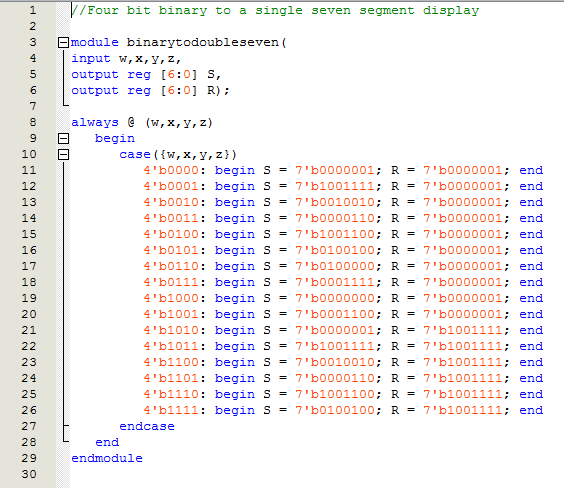 1 //Four bit binary to a single seven segment display
2
3 module binarytodoubleseven(
4 input w,x,y,z,
5 output reg [6:0] S,
6 output reg [6:0] R);
7
8 always @ (w,x,y,z)
9 begin
10 case({w,x,y,z})
11 4'b0000: begin S = 7'b0000001; R = 7'b0000001; end
12 4'b0001: begin S = 7'b1001111; R = 7'b0000001; end
13 4'b0010: begin S = 7'b0010010; R = 7'b0000001; end
14 4'b0011: begin S = 7'b0000110; R = 7'b0000001; end
15 4'b0100: begin S = 7'b1001100; R = 7'b0000001; end
16 4'b0101: begin S = 7'b0100100; R = 7'b0000001; end
17 4'b0110: begin S = 7'b0100000; R = 7'b0000001; end
18 4'b0111: begin S = 7'b0001111; R = 7'b0000001; end
19 4'b1000: begin S = 7'b0000000; R = 7'b0000001; end
20 4'b1001: begin S = 7'b0001100; R = 7'b0000001; end
21 4'b1010: begin S = 7'b0000001; R = 7'b1001111; end
22 4'b1011: begin S = 7'b1001111; R = 7'b1001111; end
23 4'b1100: begin S = 7'b0010010; R = 7'b1001111; end
24 4'b1101: begin S = 7'b0000110; R = 7'b1001111; end
25 4'b1110: begin S = 7'b1001100; R = 7'b1001111; end
26 4'b1111: begin S = 7'b0100100; R = 7'b1001111; end
27 endcase
28 end
29 endmodule
30